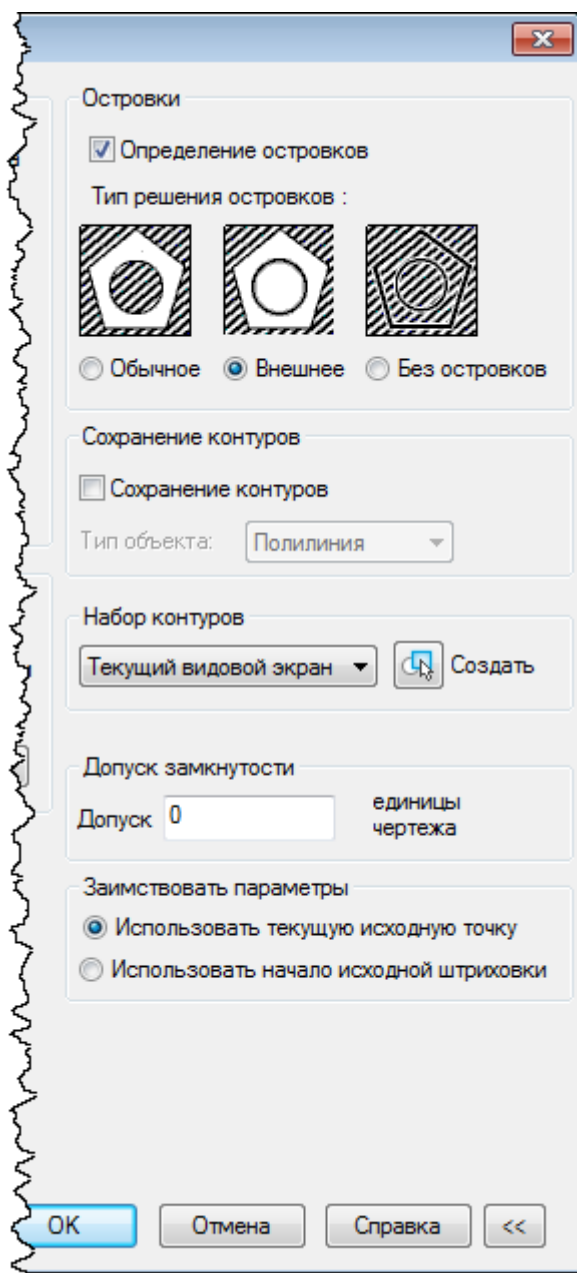 Островки
Определение островков
Тип решения островков :
Обычное Внешнее Без островков
Сохранение контуров
Сохранение контуров
Тип объекта: Полилиния
Набор контуров
Текущий видовой экран Создать
Допуск замкнутости
Допуск 0 единицы
чертежа
Заимствовать параметры
Использовать текущую исходную точку
Использовать начало исходной штриховки
OK Отмена Справка <<